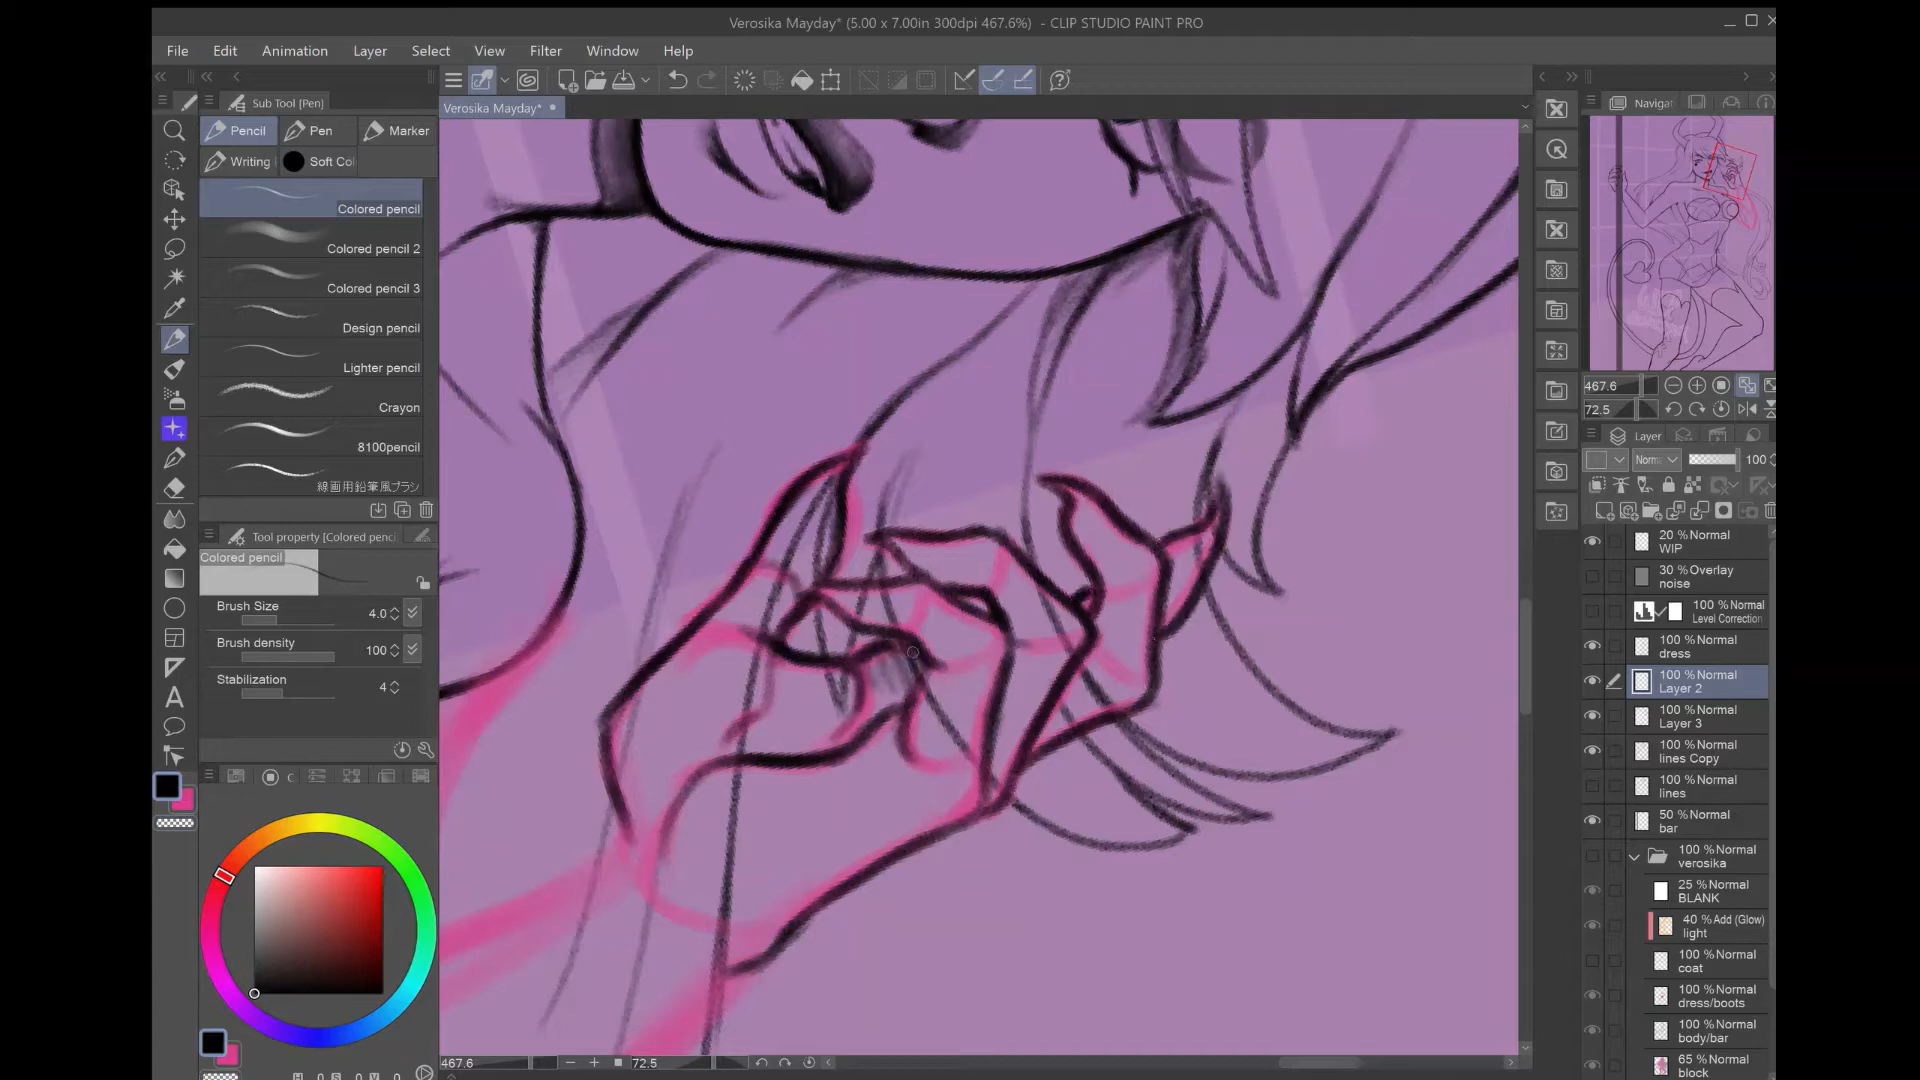 Verosika Mayday* (5.00 x 7.00in 300dpi 467.6%) - CLIP STUDIO PAINT PRO
File Edit Animation Layer Select View Filter Window Help
Sub Tool [Pen]
Verosika Mayday*
Navigat
Pencil Pen Marker
Writing Soft Co
Colored pencil
Colored pencil 2
Colored pencil 3
Design pencil
Lighter pencil
Crayon
8100pencil
線画用鉛筆風ブラシ
Tool property [Colored penci
Colored pencil
Brush Size 4.0
Brush density 100
Stabilization 4
467.6
72.5
Layer
Norma 100
20 % Normal
WIP
30 % Overlay
noise
100 % Normal
Level Correction
100 % Normal
dress
100 % Normal
Layer 2
100 % Normal
Layer 3
100 % Normal
lines Copy
100 % Normal
lines
50 % Normal
bar
100 % Normal
verosika
25 % Normal
BLANK
40 % Add (Glow)
light
100 % Normal
coat
100 % Normal
dress/boots
100 % Normal
body/bar
65 % Normal
block
467.6 72.5